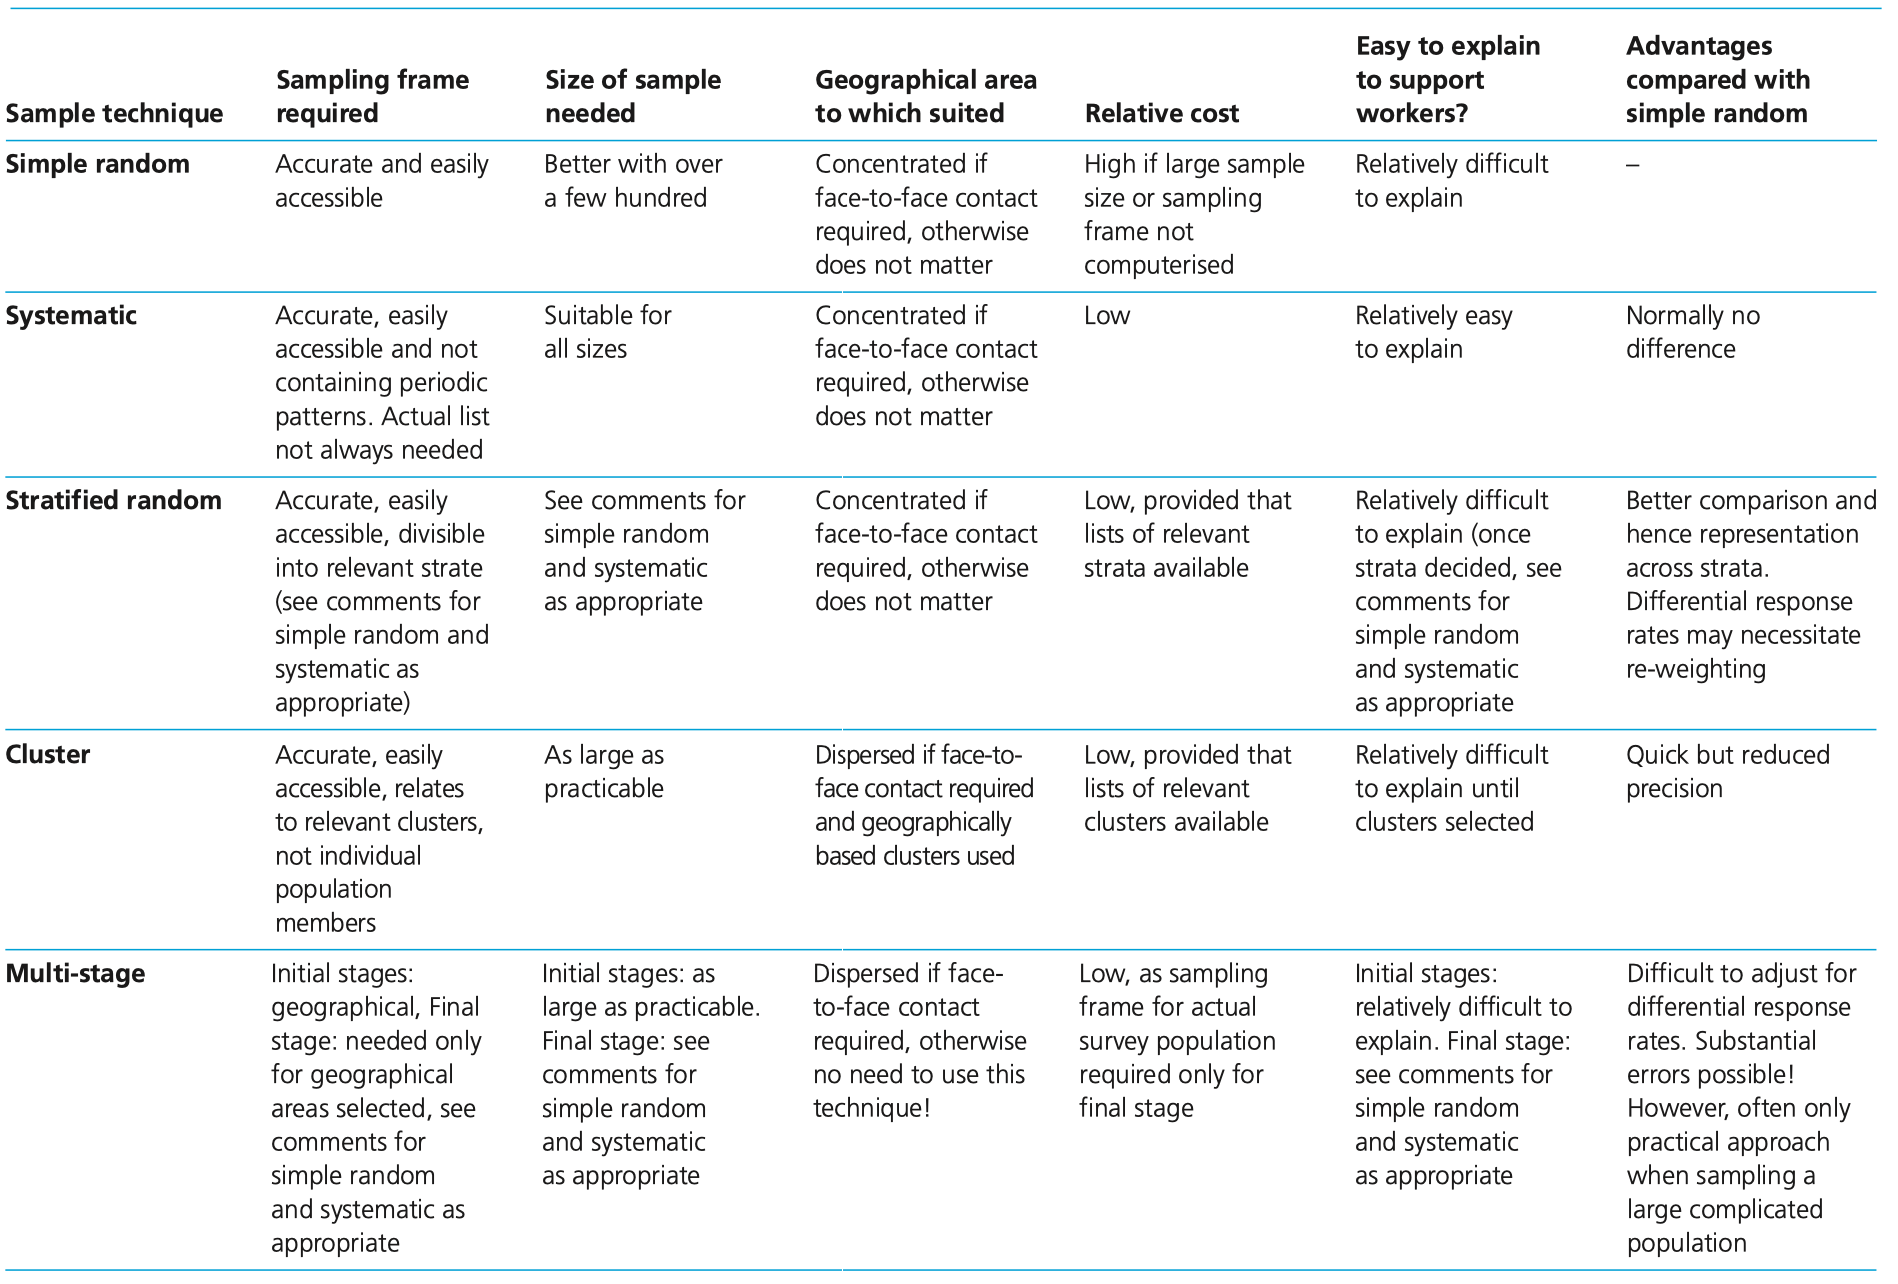 Sample technique
Sampling frame
required
Size of sample
needed
Geographical area
to which suited
Relative cost
Easy to explain
to support
workers?
Advantages
compared with
simple random
Simple random
Accurate and easily
accessible
Better with over
a few hundred
Concentrated if
face-to-face contact
required, otherwise
does not matter
High if large sample
size or sampling
frame not
computerised
Relatively difficult
to explain
–
Systematic
Accurate, easily
accessible and not
containing periodic
patterns. Actual list
not always needed
Suitable for
all sizes
Concentrated if
face-to-face contact
required, otherwise
does not matter
Low
Relatively easy
to explain
Normally no
difference
Stratified random
Accurate, easily
accessible, divisible
into relevant strate
(see comments for
simple random and
systematic as
appropriate)
See comments for
simple random
and systematic
as appropriate
Concentrated if
face-to-face contact
required, otherwise
does not matter
Low, provided that
lists of relevant
strata available
Relatively difficult
to explain (once
strata decided, see
comments for
simple random
and systematic
as appropriate
Better comparison and
hence representation
across strata.
Differential response
rates may necessitate
re-weighting
Cluster
Accurate, easily
accessible, relates
to relevant clusters,
not individual
population
members
As large as
practicable
Dispersed if face-to-
face contact required
and geographically
based clusters used
Low, provided that
lists of relevant
clusters available
Relatively difficult
to explain until
clusters selected
Quick but reduced
precision
Multi-stage
Initial stages:
geographical, Final
stage: needed only
for geographical
areas selected, see
comments for
simple random
and systematic as
appropriate
Initial stages: as
large as practicable.
Final stage: see
comments for
simple random
and systematic
as appropriate
Dispersed if face-
to-face contact
required, otherwise
no need to use this
technique!
Low, as sampling
frame for actual
survey population
required only for
final stage
Initial stages:
relatively difficult to
explain. Final stage:
see comments for
simple random
and systematic
as appropriate
Difficult to adjust for
differential response
rates. Substantial
errors possible!
However, often only
practical approach
when sampling a
large complicated
population